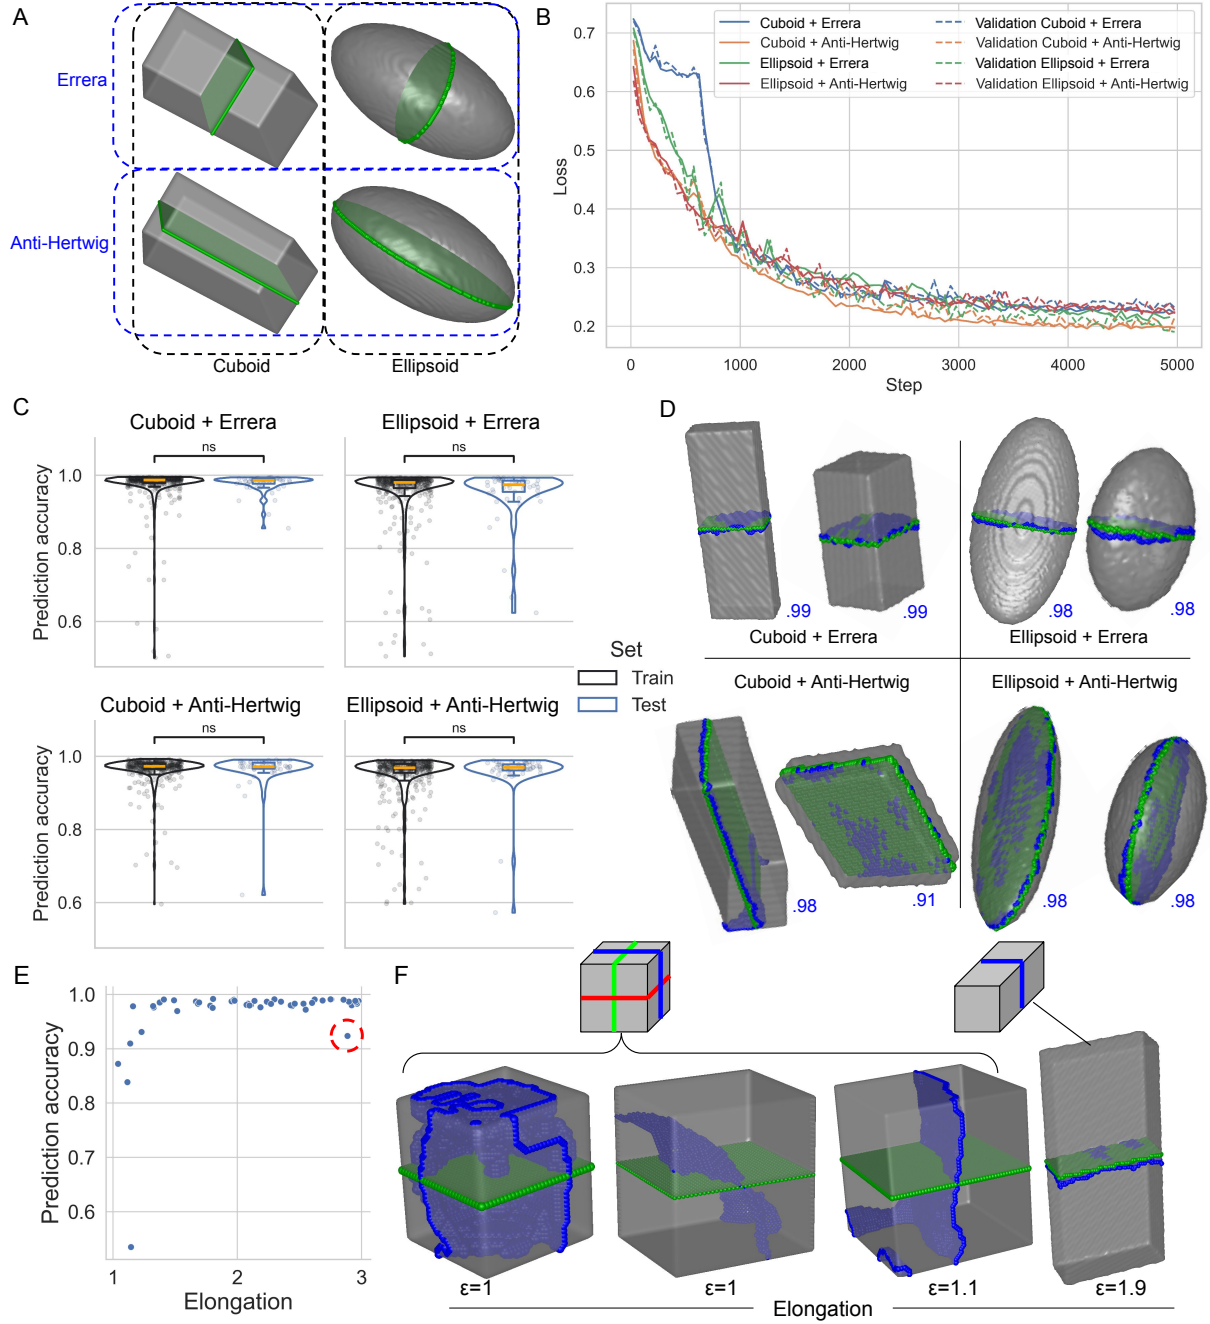 A
Errera
Anti-Hertwig
Cuboid
Ellipsoid
B
Loss
0.7
0.6
0.5
0.4
0.3
0.2
Cuboid + Errera
Cuboid + Anti-Hertwig
Ellipsoid + Errera
Ellipsoid + Anti-Hertwig
Validation Cuboid + Errera
Validation Cuboid + Anti-Hertwig
Validation Ellipsoid + Errera
Validation Ellipsoid + Anti-Hertwig
0 1000 2000 3000 4000 5000
Step
C
Cuboid + Errera
Ellipsoid + Errera
Prediction accuracy
1.0
0.8
0.6
ns
ns
Cuboid + Anti-Hertwig
Ellipsoid + Anti-Hertwig
Prediction accuracy
1.0
0.8
0.6
ns
ns
Set
Train
Test
D
.99
.99
.98
.98
Cuboid + Errera
Ellipsoid + Errera
Cuboid + Anti-Hertwig
Ellipsoid + Anti-Hertwig
.98
.91
.98
.98
E
Prediction accuracy
1.0
0.9
0.8
0.7
0.6
1 2 3
Elongation
F
ε=1
ε=1
ε=1.1
ε=1.9
Elongation